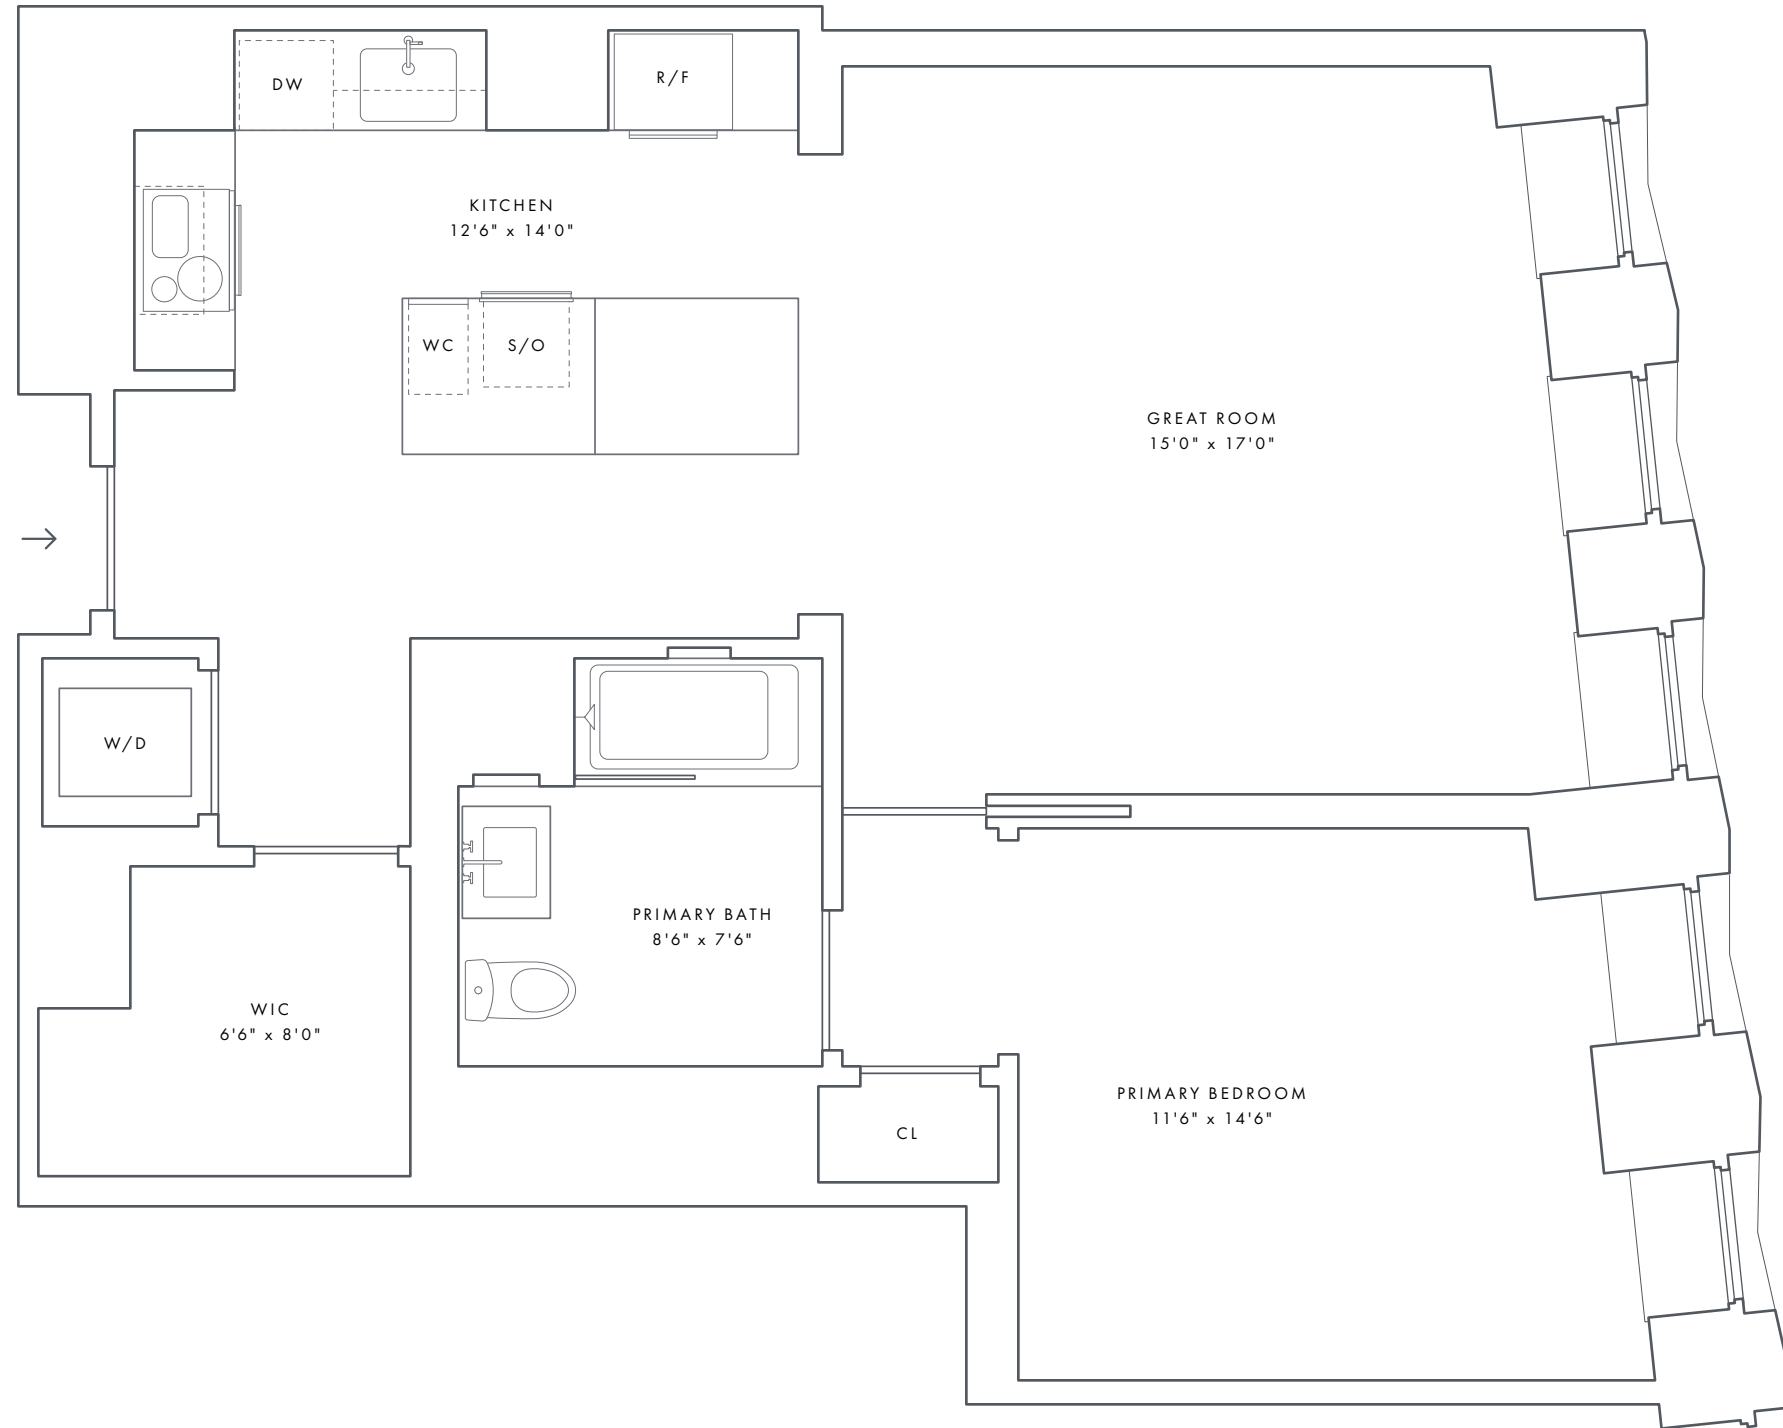 DW
R/F
KITCHEN
12'6" x 14'0"
WC
S/O
GREAT ROOM
15'0" x 17'0"
W/D
PRIMARY BATH
8'6" x 7'6"
WIC
6'6" x 8'0"
PRIMARY BEDROOM
11'6" x 14'6"
CL